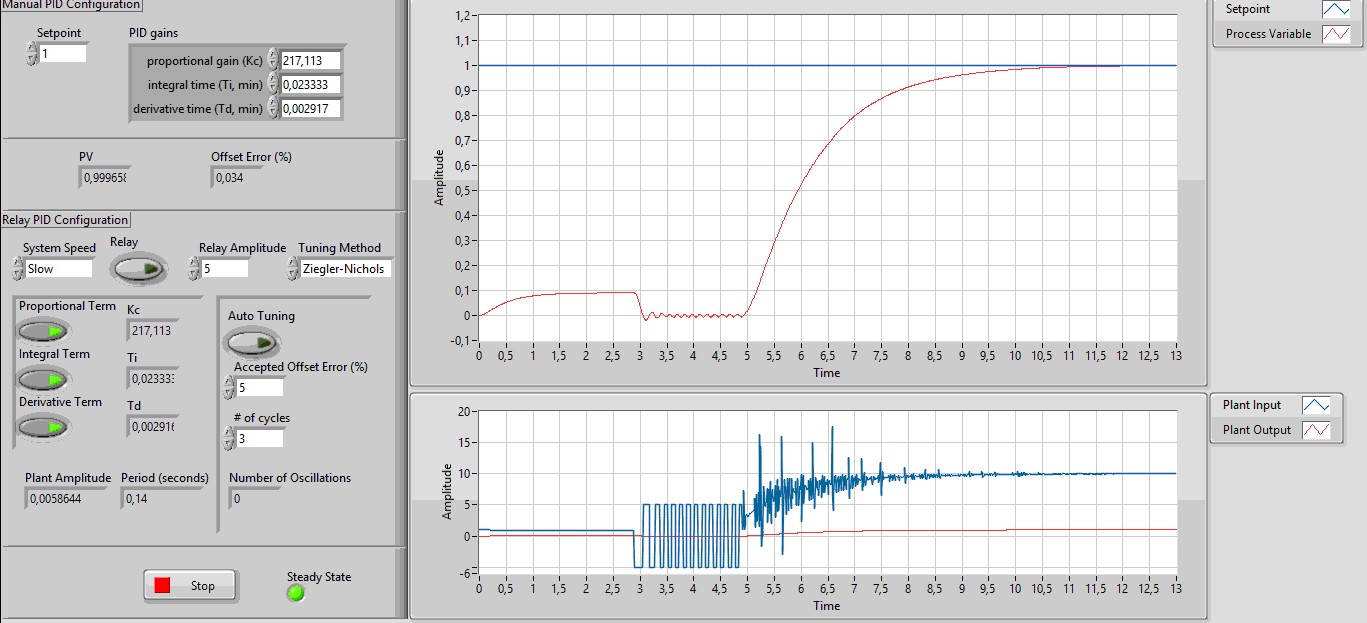 Manual PID Configuration
Setpoint
1
PID gains
proportional gain (Kc) 217,113
integral time (Ti, min) 0,023333
derivative time (Td, min) 0,002917
PV
0,999658
Offset Error (%)
0,034
Relay PID Configuration
System Speed
Slow
Relay
Relay Amplitude
5
Tuning Method
Ziegler-Nichols
Proportional Term
Integral Term
Derivative Term
Kc
217,113
Ti
0,02333
Td
0,00291
Auto Tuning
Accepted Offset Error (%)
5
# of cycles
3
Plant Amplitude
0,0058644
Period (seconds)
0,14
Number of Oscillations
0
Stop
Steady State
Amplitude
1,2
1,1
1
0,9
0,8
0,7
0,6
0,5
0,4
0,3
0,2
0,1
0
-0,1
0 0,5 1 1,5 2 2,5 3 3,5 4 4,5 5 5,5 6 6,5 7 7,5 8 8,5 9 9,5 10 10,5 11 11,5 12 12,5 13
Time
Setpoint
Process Variable
Amplitude
20
15
10
5
0
-6
0 0,5 1 1,5 2 2,5 3 3,5 4 4,5 5 5,5 6 6,5 7 7,5 8 8,5 9 9,5 10 10,5 11 11,5 12 12,5 13
Time
Plant Input
Plant Output